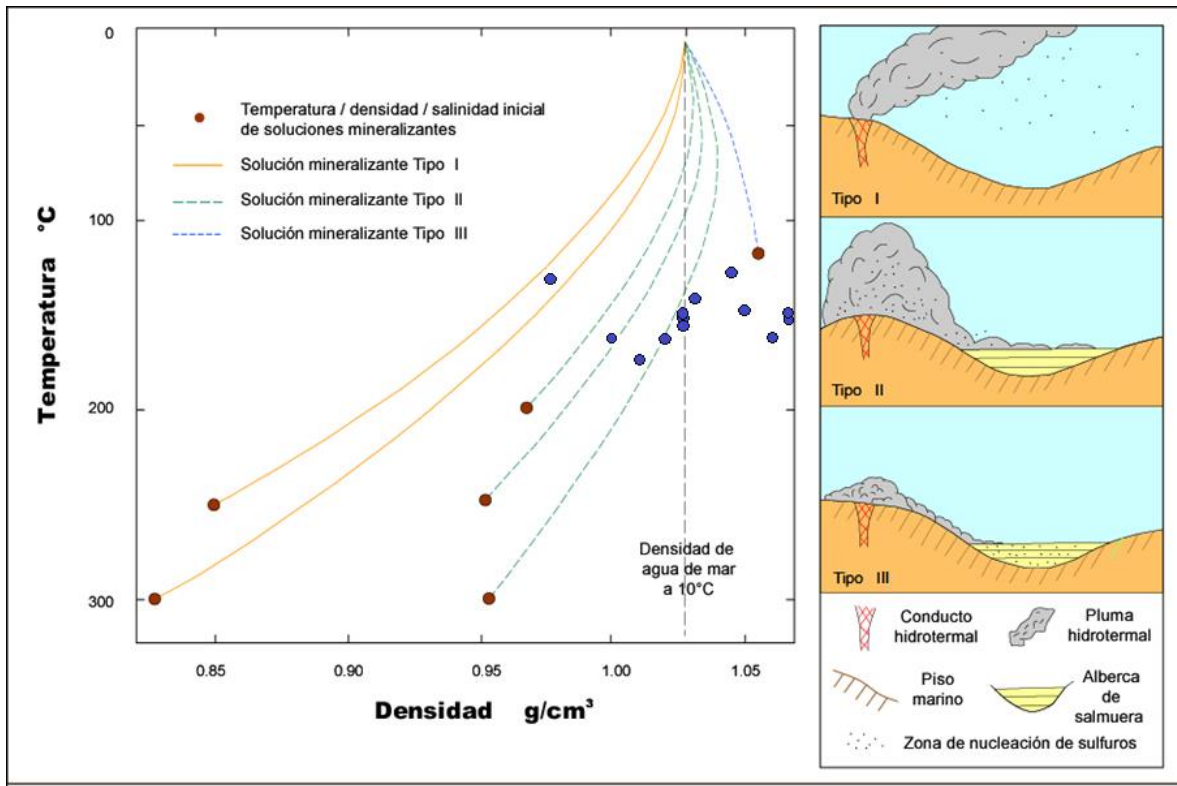 0
100
200
300
Temperatura °C
Temperatura / densidad / salinidad inicial
de soluciones mineralizantes
Solución mineralizante Tipo I
Solución mineralizante Tipo II
Solución mineralizante Tipo III
Densidad de
agua de mar
a 10°C
0.85
0.90
0.95
1.00
1.05
Densidad g/cm³
Tipo I
Tipo II
Tipo III
Conducto
hidrotermal
Pluma
hidrotermal
Piso
marino
Alberca
de
salmuera
Zona de nucleación de sulfuros